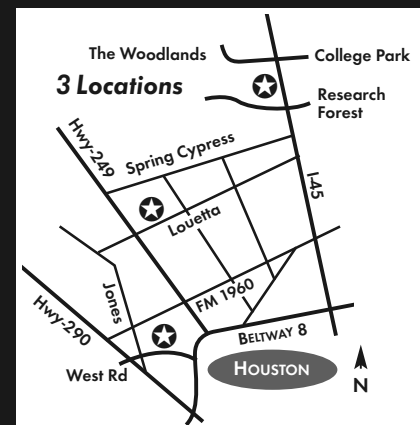 The Woodlands
College Park
3 Locations
Research
Forest
Hwy-249
Spring Cypress
I-45
Louetta
Jones
FM 1960
Hwy-290
BELTWAY 8
West Rd
HOUSTON
N